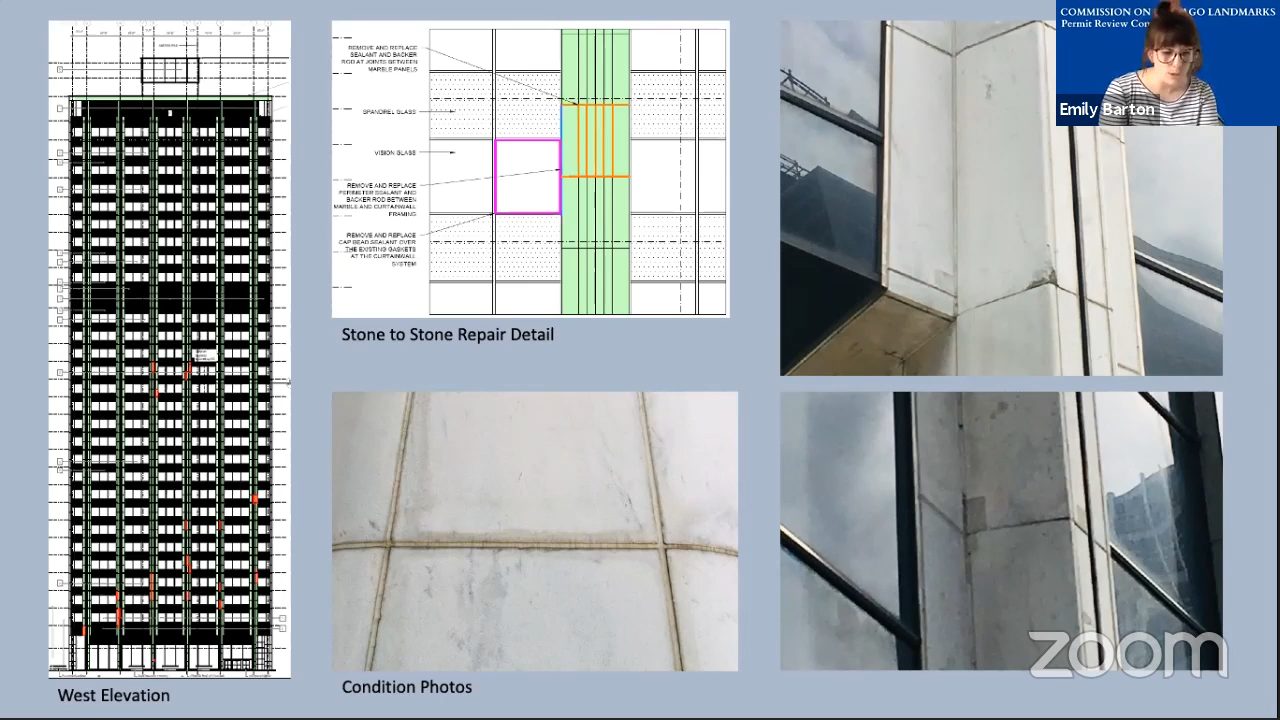 COMMISSION ON
AGO LANDMARKS
Permit Review
Emily Barton
REMOVE AND REPLACE
SEALANT AND BACKER
ROD AT JOINTS BETWEEN
MARBLE PANELS
SPANDREL GLASS
VISION GLASS
REMOVE AND REPLACE
PERIMETER SEALANT AND
BACKER ROD BETWEEN
MARBLE AND CURTAINWALL
FRAMING
REMOVE AND REPLACE
CAP BEAD SEALANT OVER
THE EXISTING GASKETS
AT THE CURTAINWALL
SYSTEM
Stone to Stone Repair Detail
West Elevation
Condition Photos
zoom